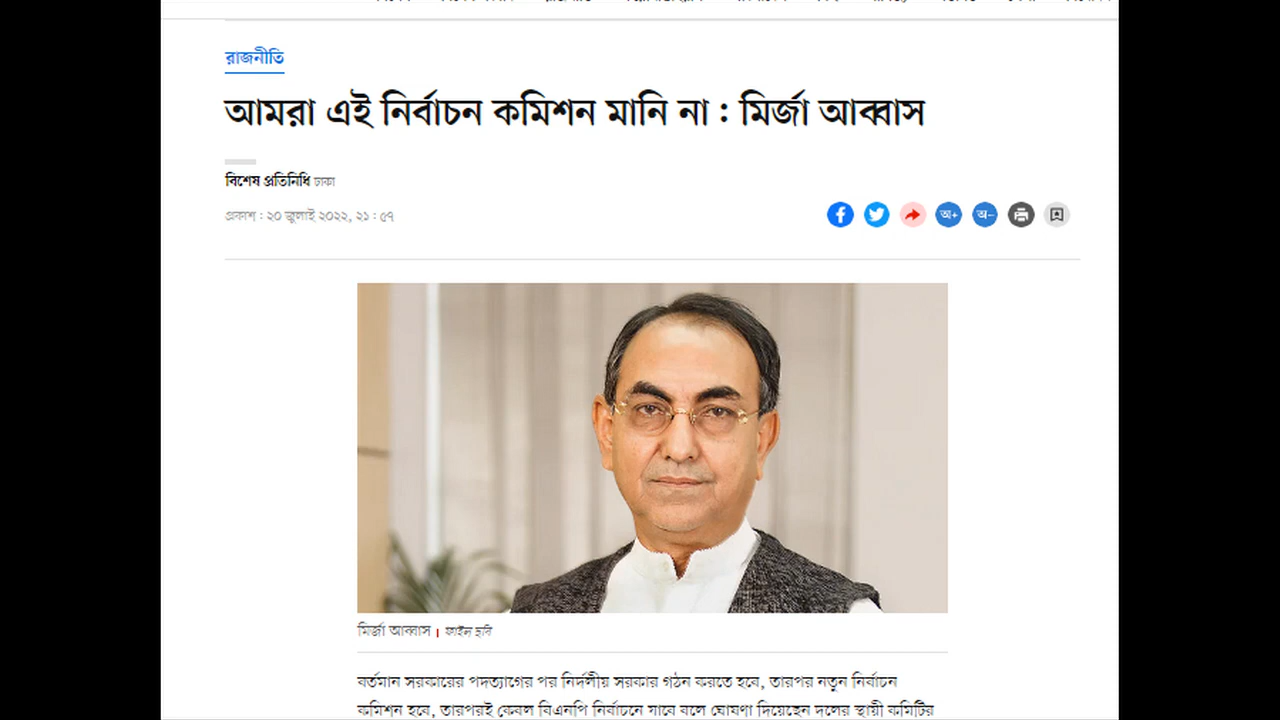 রাজনীতি
আমরা এই নির্বাচন কমিশন মানি না : মির্জা আব্বাস
বিশেষ প্রতিনিধি ঢাকা
প্রকাশ : ২০ জুলাই ২০২২, ২১ : ৫৭
অ+ অ−
মির্জা আব্বাস । ফাইল ছবি
বর্তমান সরকারের পদত্যাগের পর নির্দলীয় সরকার গঠন করতে হবে, তারপর নতুন নির্বাচন
কমিশন হবে, তারপরই কেবল বিএনপি নির্বাচনে যাবে বলে ঘোষণা দিয়েছেন দলের স্থায়ী কমিটির